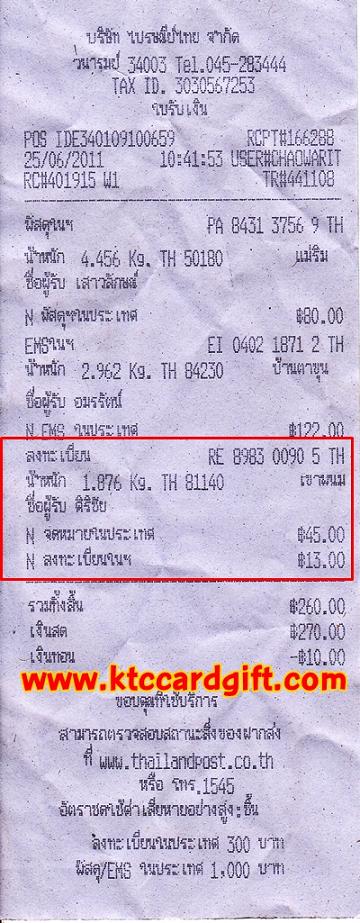 บริษัท ไปรษณีย์ไทย จำกัด
วนารมย์ 34003 Tel.045-283444
TAX ID. 3030567253
ใบรับเงิน
POS IDE340109100659 RCPT#166288
25/06/2011 10:41:53 USER#CHAOWARIT
RC#401915 W1 TR#441108
พัสดุในฯ PA 8431 3756 9 TH
น้ำหนัก 4.456 Kg. TH 50180 แม่ริม
ชื่อผู้รับ เสาวลักษณ์
N พัสดุฯในประเทศ ฿80.00
EMSในฯ EI 0402 1871 2 TH
น้ำหนัก 2.962 Kg. TH 84230 บ้านตาขุน
ชื่อผู้รับ อมรรัตน์
N EMS ในประเทศ ฿122.00
ลงทะเบียน RE 8983 0090 5 TH
น้ำหนัก 1.876 Kg. TH 81140 เขาพนม
ชื่อผู้รับ ศิริชัย
N จดหมายในประเทศ ฿45.00
N ลงทะเบียนในฯ ฿13.00
รวมทั้งสิ้น ฿260.00
เงินสด ฿270.00
เงินทอน -฿10.00
www.ktccardgift.com
ขอบคุณที่ใช้บริการ
สามารถตรวจสอบสถานะสิ่งของฝากส่ง
ที่ www.thailandpost.co.th
หรือ โทร.1545
อัตราชดใช้ค่าเสียหายอย่างสูง:ชิ้น
ลงทะเบียนในประเทศ 300 บาท
พัสดุ/EMS ในประเทศ 1,000 บาท